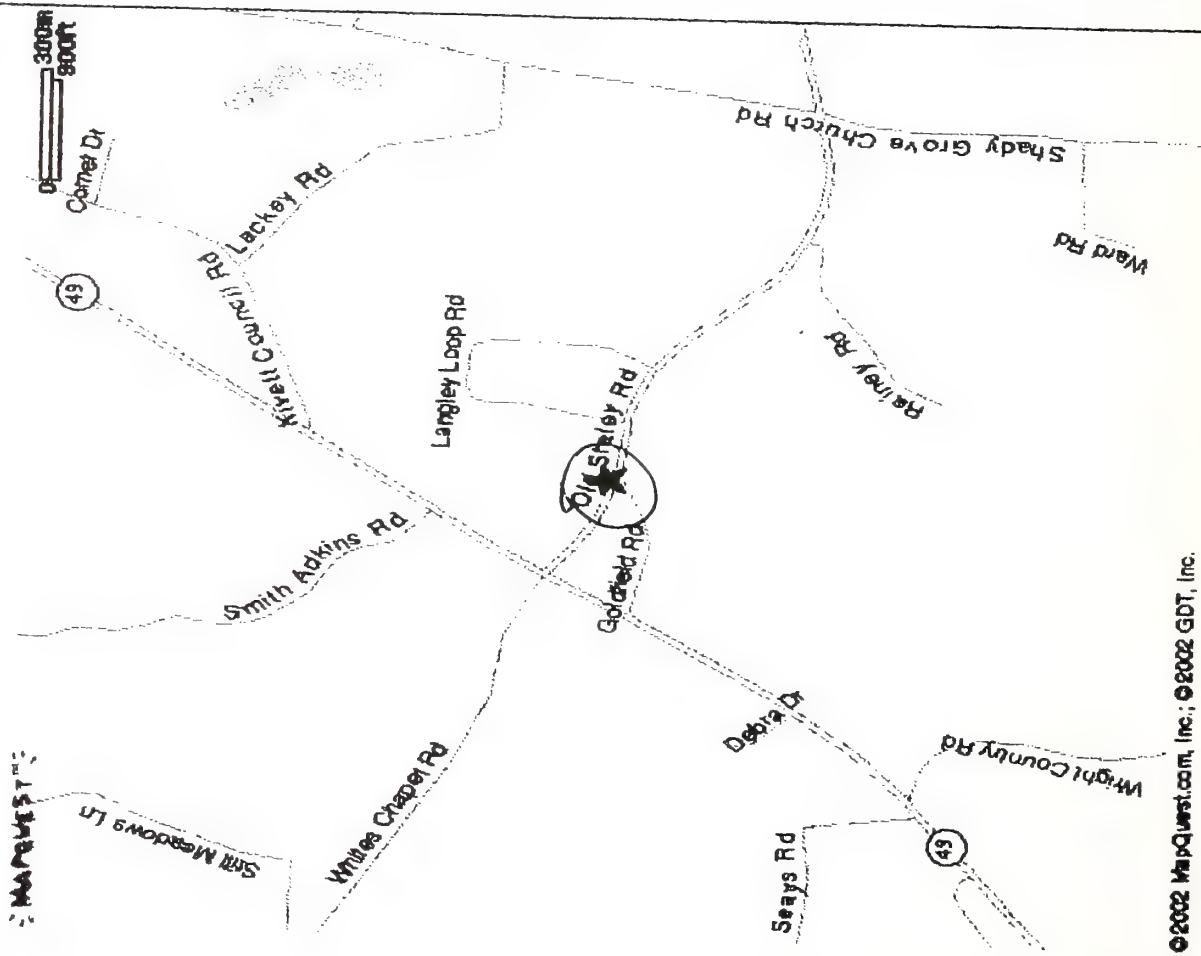 MAPQUEST
0
300m
900ft
Comet Dr
49
Lackey Rd
Kivett Council Rd
Still Meadows Ln
Smith Adkins Rd
Langley Loop Rd
Shady Grove Church Rd
Ward Rd
Old Staley Rd
Goldfield Rd
Whites Chapel Rd
Rainey Rd
Debra Dr
Wright Country Rd
Seays Rd
49
©2002 MapQuest.com, Inc.; ©2002 GDT, Inc.